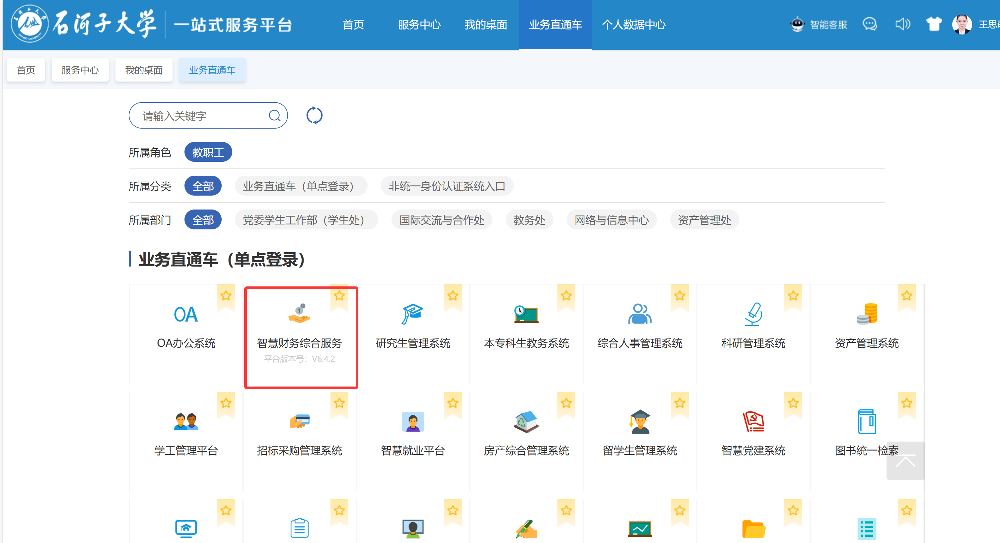 石河子大学 一站式服务平台 首页 服务中心 我的桌面 业务直通车 个人数据中心 智能客服 王思
SHIHEZI UNIVERSITY
首页 服务中心 我的桌面 业务直通车
请输入关键字
所属角色 教职工
所属分类 全部 业务直通车（单点登录） 非统一身份认证系统入口
所属部门 全部 党委学生工作部（学生处） 国际交流与合作处 教务处 网络与信息中心 资产管理处
业务直通车（单点登录）
OA
OA办公系统 智慧财务综合服务 研究生管理系统 本专科生教务系统 综合人事管理系统 科研管理系统 资产管理系统
平台版本号：V6.4.2
学工管理平台 招标采购管理系统 智慧就业平台 房产综合管理系统 留学生管理系统 智慧党建系统 图书统一检索